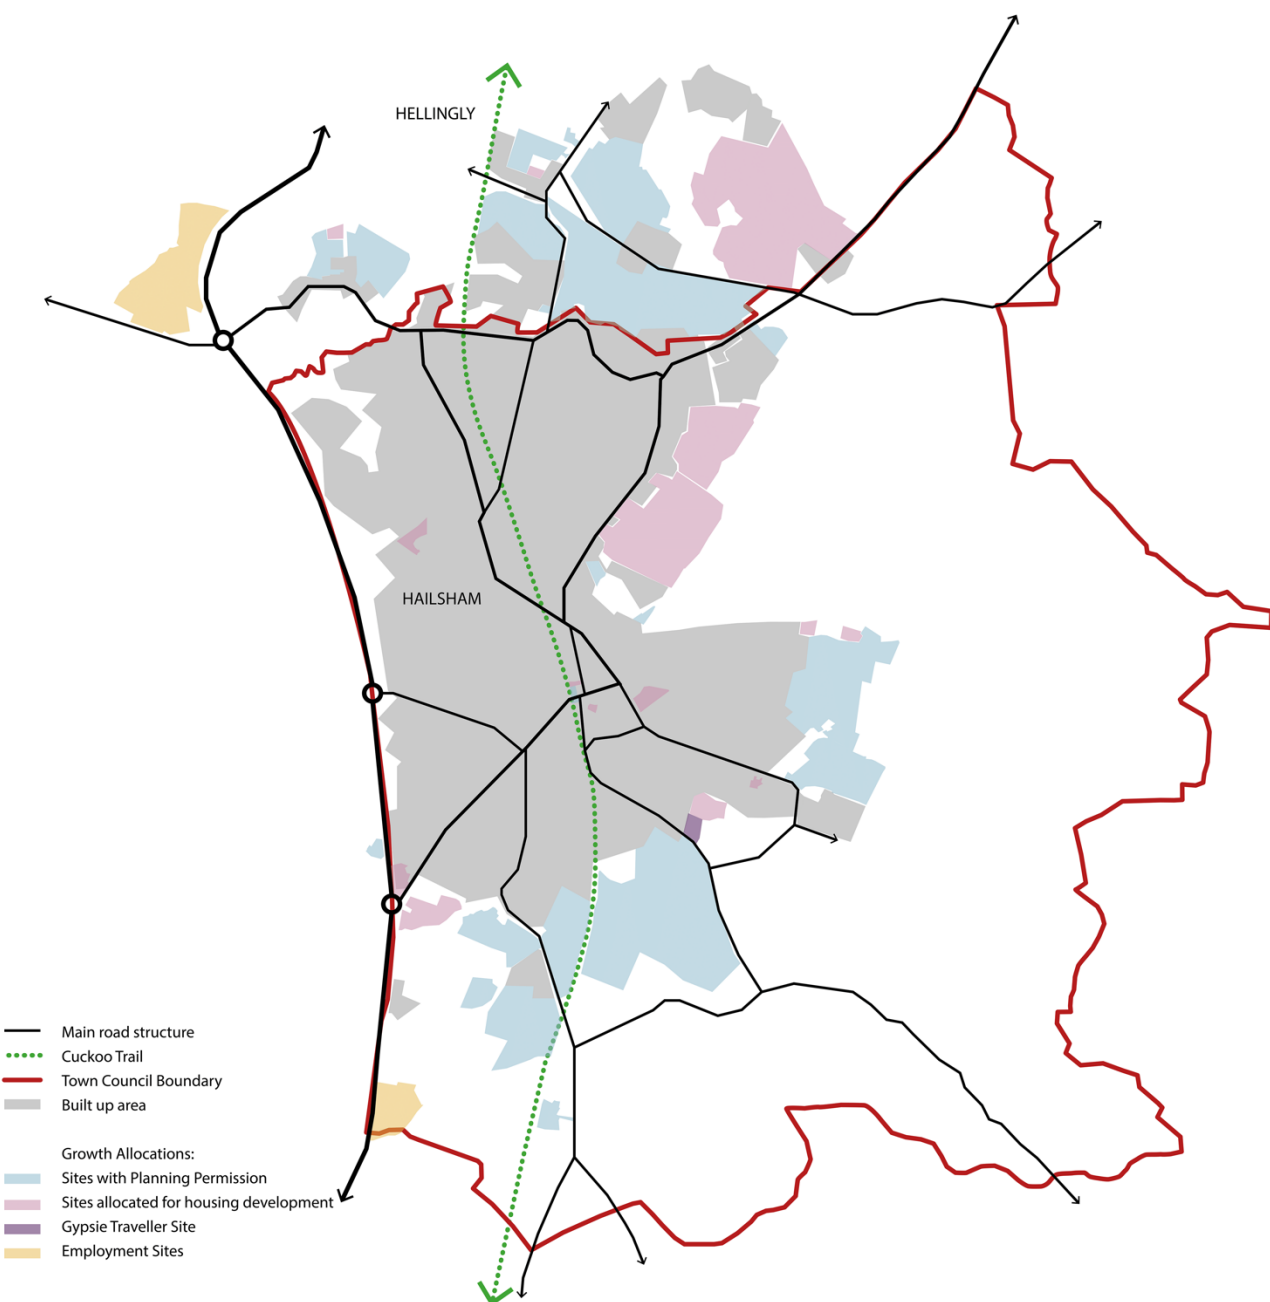 HELLINGLY
HAILSHAM
Main road structure
Cuckoo Trail
Town Council Boundary
Built up area
Growth Allocations:
Sites with Planning Permission
Sites allocated for housing development
Gypsie Traveller Site
Employment Sites